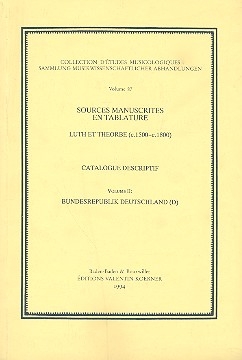 COLLECTION D'ÉTUDES MUSICOLOGIQUES
SAMMLUNG MUSIKWISSENSCHAFTLICHER ABHANDLUNGEN
Volume 87
SOURCES MANUSCRITES
EN TABLATURE
LUTH ET THEORBE (c.1500-c.1800)
CATALOGUE DESCRIPTIF
VOLUME II:
BUNDESREPUBLIK DEUTSCHLAND (D)
Baden-Baden & Bouxwiller
ÉDITIONS VALENTIN KOERNER
1994